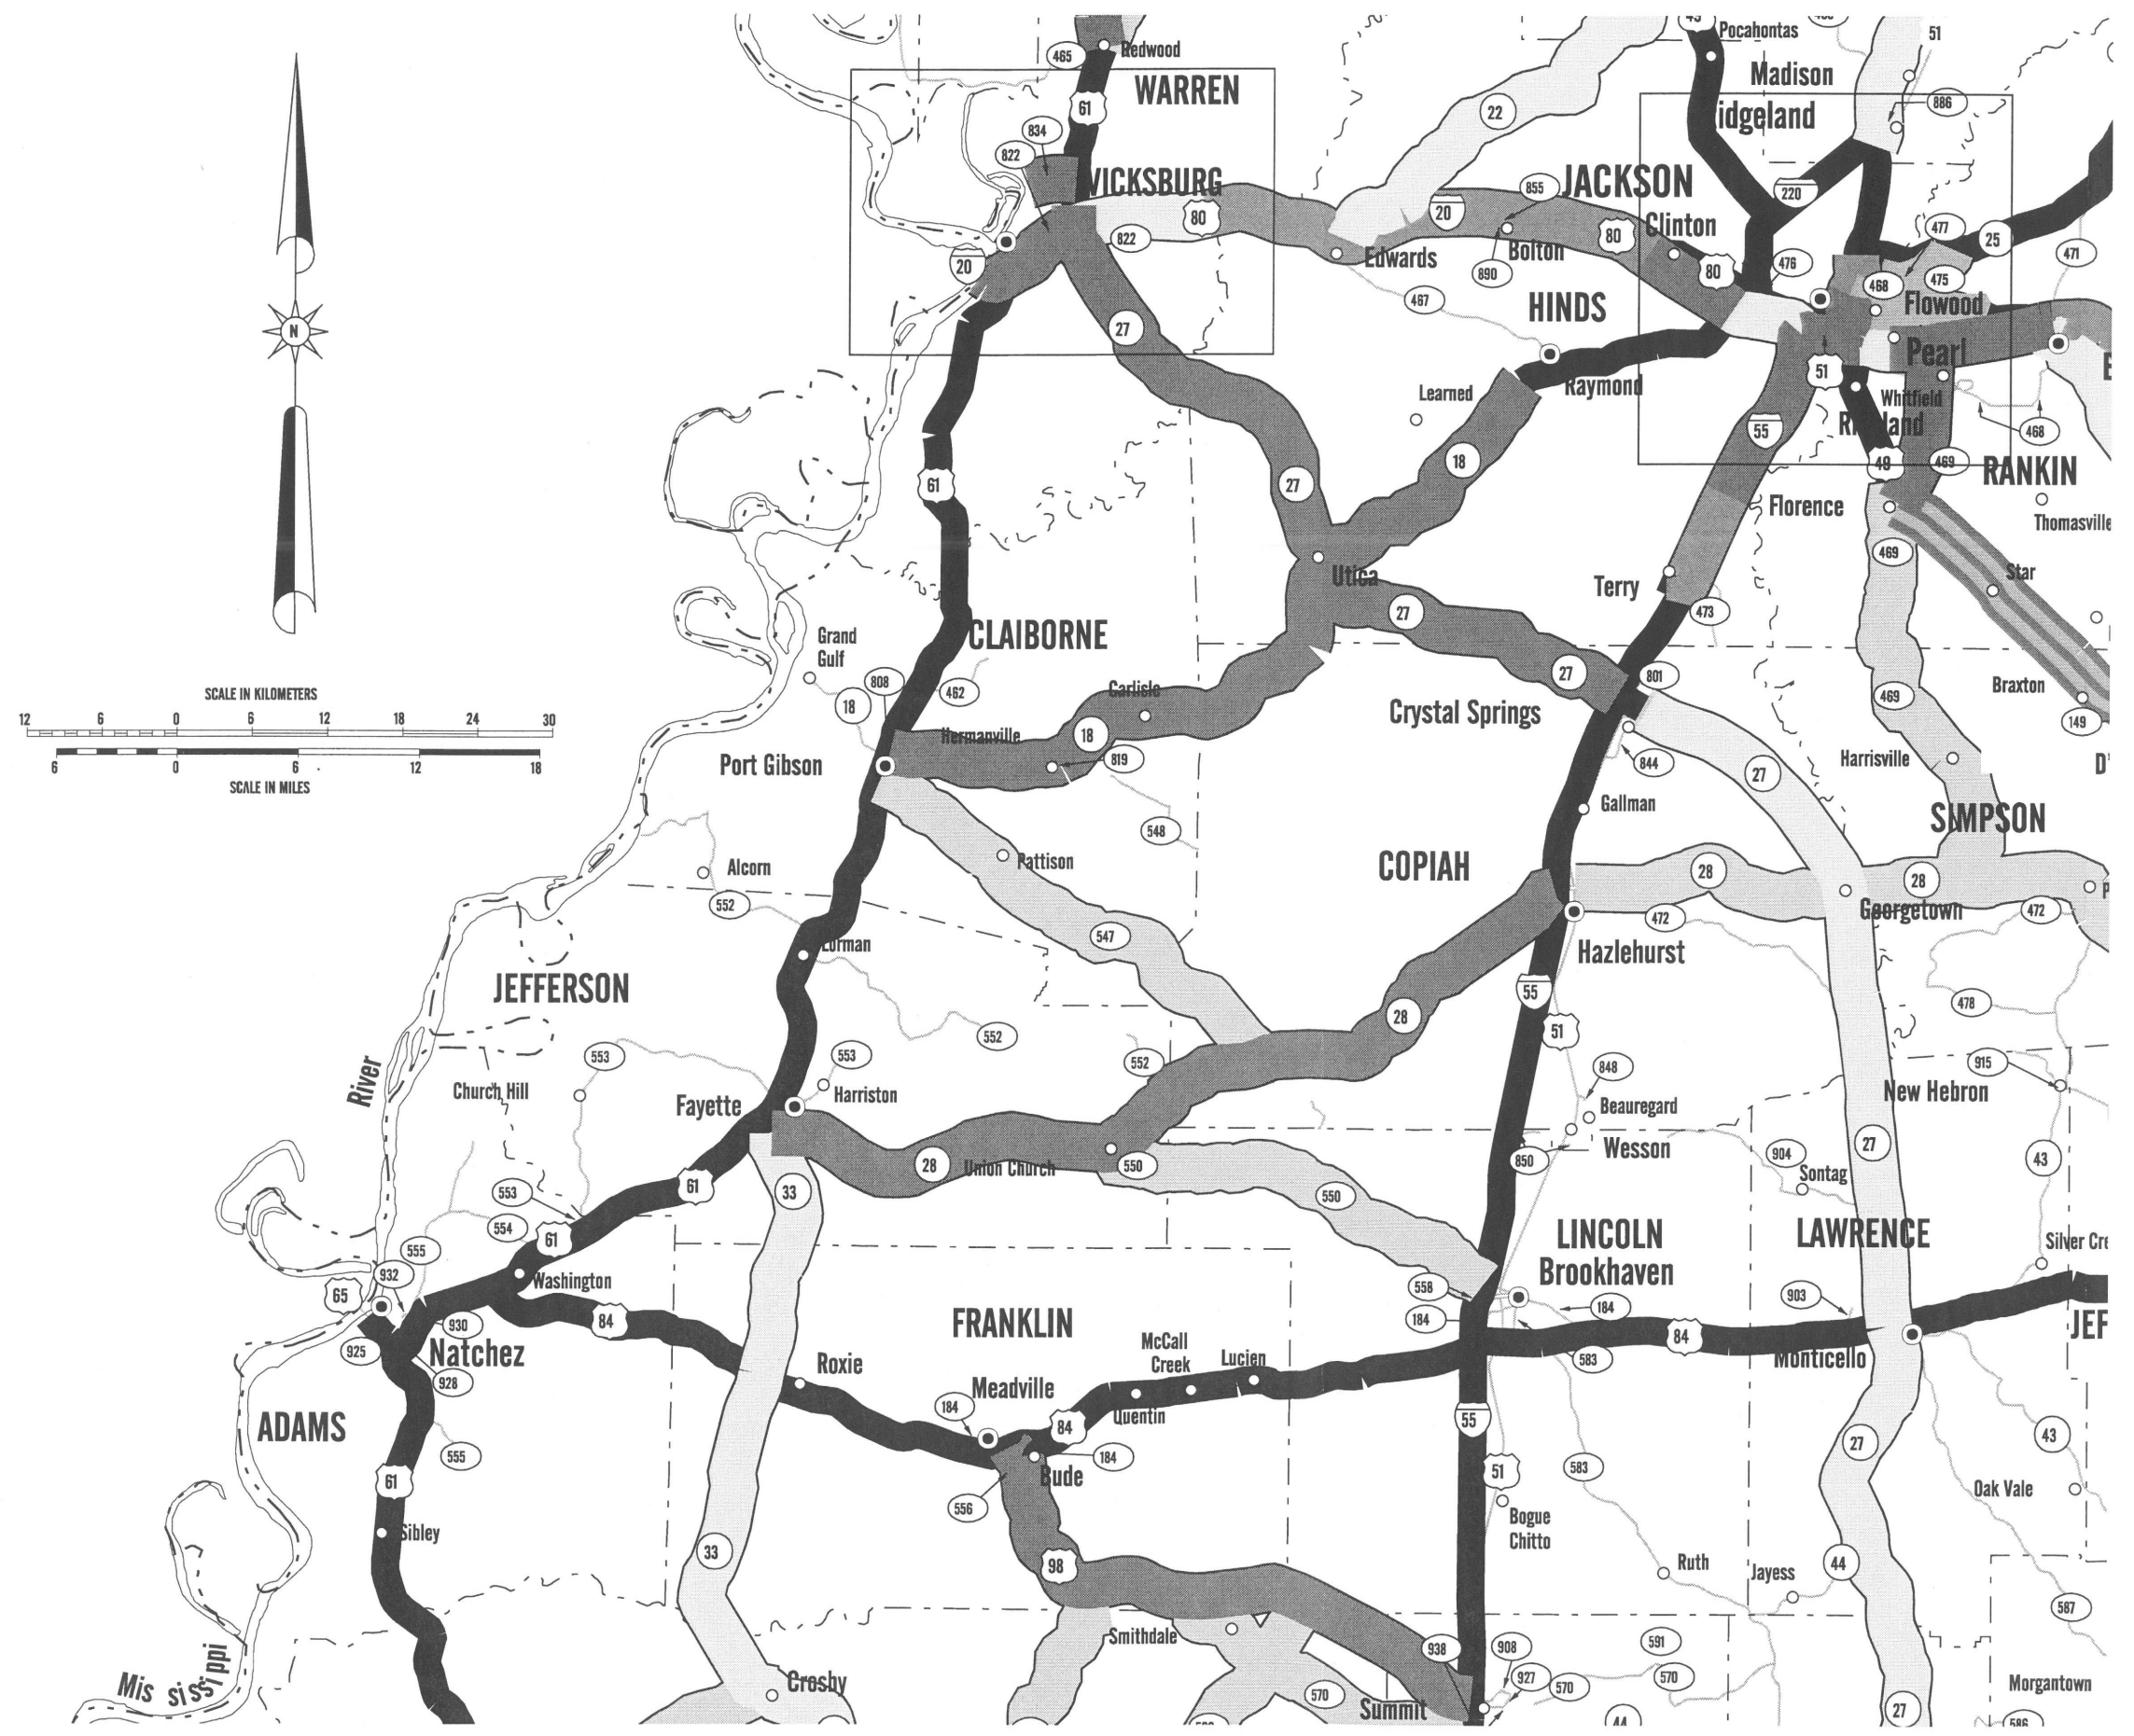 49
Pocahontas
51
465
Redwood
Madison
WARREN
61
22
886
idgeland
834
822
VICKSBURG
855
JACKSON
220
80
20
80
Clinton
477
25
822
Edwards
Bolton
890
80
476
471
20
468
475
467
HINDS
Flowood
27
N
Pearl
51
Learned
Raymond
Whitfield
55
468
18
49
469
RANKIN
61
27
Florence
Thomasville
469
Utica
Terry
Star
27
473
Grand
Gulf
CLAIBORNE
27
801
808
462
Carlisle
469
Braxton
SCALE IN KILOMETERS
12 6 0 6 12 18 24 30
18
Crystal Springs
149
Hermanville
18
819
844
6 0 6 12 18
SCALE IN MILES
Port Gibson
27
Harrisville
D'
Gallman
SIMPSON
548
Pattison
COPIAH
Alcorn
28
28
P
552
472
Georgetown
472
547
Lorman
Hazlehurst
JEFFERSON
55
478
28
51
552
553
553
552
848
915
River
Church Hill
Fayette
Harriston
Beauregard
New Hebron
27
Wesson
43
28
Union Church
550
850
904
Sontag
61
33
550
553
554
61
LINCOLN
LAWRENCE
Silver Cre
555
932
Washington
Brookhaven
65
558
184
903
930
84
FRANKLIN
184
84
JEF
925
Natchez
McCall
Creek
Lucien
583
Monticello
928
Roxie
Meadville
184
Quentin
84
55
ADAMS
27
43
555
184
61
Bude
51
583
Oak Vale
556
Bogue
Chitto
Sibley
33
98
44
Ruth
Jayess
587
Smithdale
938
908
591
Mississippi
927
570
570
Crosby
570
Summit
27
Morgantown
44
586